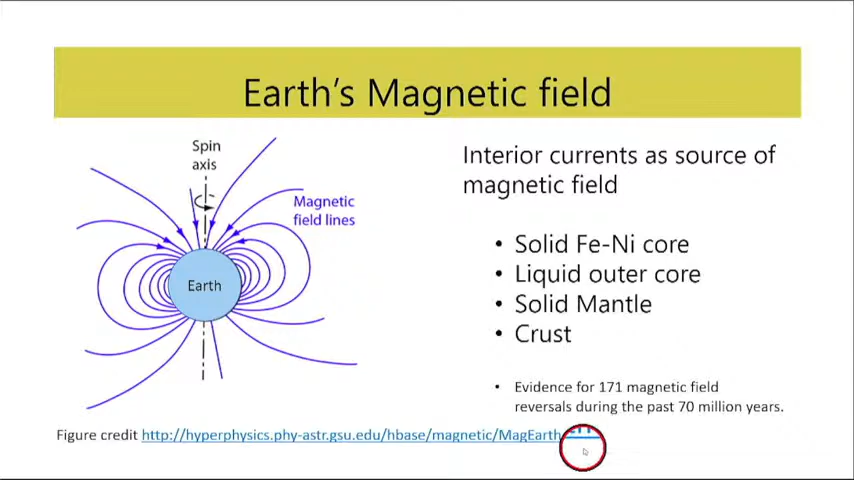 Earth's Magnetic field
Spin
axis
Magnetic
field lines
Earth
Interior currents as source of
magnetic field
• Solid Fe-Ni core
• Liquid outer core
• Solid Mantle
• Crust
• Evidence for 171 magnetic field
reversals during the past 70 million years.
Figure credit http://hyperphysics.phy-astr.gsu.edu/hbase/magnetic/MagEarth